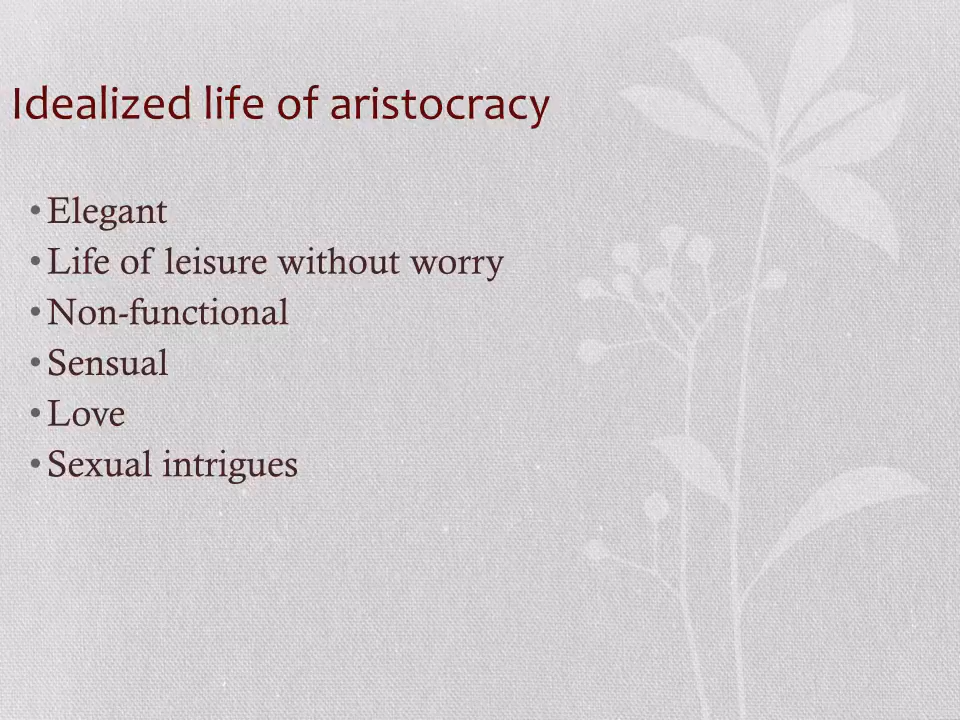 Idealized life of aristocracy
•Elegant
•Life of leisure without worry
•Non-functional
•Sensual
•Love
•Sexual intrigues